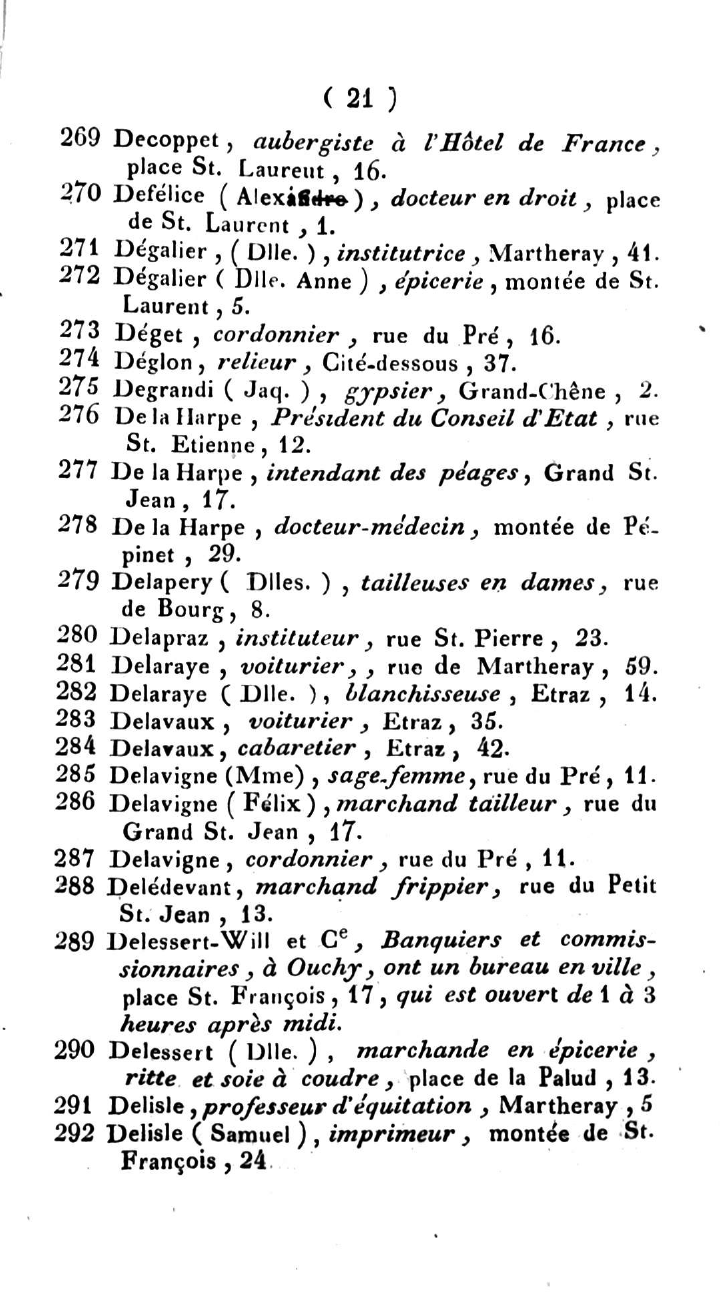 ( 21 )
269 Decoppet , aubergiste à l'Hôtel de France ,
place St. Laurent , 16.
270 Defélice ( Alex ) , docteur en droit , place
de St. Laurent , 1.
271 Dégalier , ( Dlle. ) , institutrice , Martheray , 41.
272 Dégalier ( Dlle. Anne ) , épicerie , montée de St.
Laurent , 5.
273 Déget , cordonnier , rue du Pré , 16.
274 Déglon , relieur , Cité-dessous , 37.
275 Degrandi ( Jaq. ) , gypsier , Grand-Chêne , 2.
276 De la Harpe , Président du Conseil d'Etat , rue
St. Etienne , 12.
277 De la Harpe , intendant des péages , Grand St.
Jean , 17.
278 De la Harpe , docteur-médecin , montée de Pé-
pinet , 29.
279 Delapery ( Dlles. ) , tailleuses en dames , rue
de Bourg , 8.
280 Delapraz , instituteur , rue St. Pierre , 23.
281 Delaraye , voiturier , , rue de Martheray , 59.
282 Delaraye ( Dlle. ) , blanchisseuse , Etraz , 14.
283 Delavaux , voiturier , Etraz , 35.
284 Delavaux , cabaretier , Etraz , 42.
285 Delavigne (Mme) , sage-femme , rue du Pré , 11.
286 Delavigne ( Félix ) , marchand tailleur , rue du
Grand St. Jean , 17.
287 Delavigne , cordonnier , rue du Pré , 11.
288 Delédevant , marchand frippier , rue du Petit
St. Jean , 13.
289 Delessert-Will et Ce , Banquiers et commis-
sionnaires , à Ouchy , ont un bureau en ville ,
place St. François , 17 , qui est ouvert de 1 à 3
heures après midi.
290 Delessert ( Dlle. ) , marchande en épicerie ,
ritte et soie à coudre , place de la Palud , 13.
291 Delisle , professeur d'équitation , Martheray , 5
292 Delisle ( Samuel ) , imprimeur , montée de St.
François , 24.